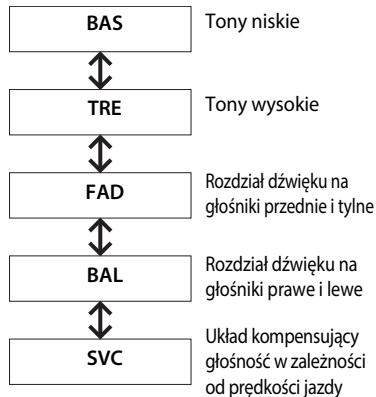 BAS
Tony niskie
TRE
Tony wysokie
FAD
Rozdział dźwięku na
głośniki przednie i tylne
BAL
Rozdział dźwięku na
głośniki prawe i lewe
SVC
Układ kompensujący
głośność w zależności
od prędkości jazdy